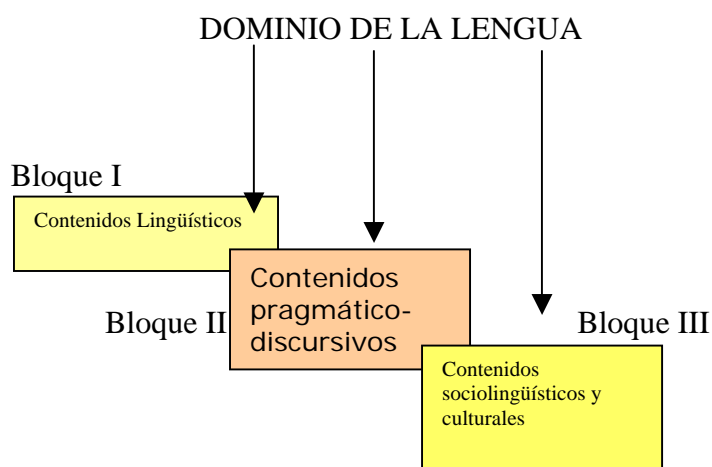 DOMINIO DE LA LENGUA
Bloque I
Contenidos Lingüísticos
Bloque II
Contenidos
pragmático-
discursivos
Bloque III
Contenidos
sociolingüísticos y
culturales